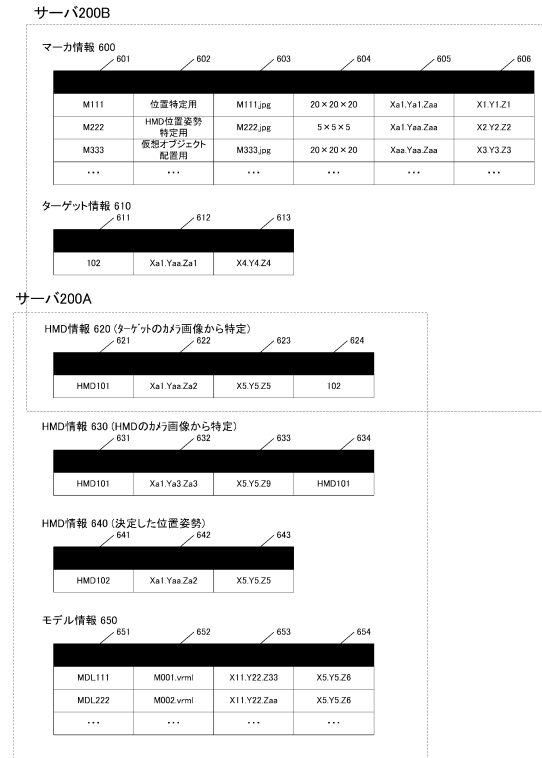 サーバ200B
マーカ情報 600
601 602 603 604 605 606
M111 位置特定用 M111.jpg 20×20×20 Xa1.Ya1.Zaa X1.Y1.Z1
M222 HMD位置姿勢特定用 M222.jpg 5×5×5 Xa1.Yaa.Zaa X2.Y2.Z2
M333 仮想オブジェクト配置用 M333.jpg 20×20×20 Xaa.Yaa.Zaa X3.Y3.Z3
… … … … … …
ターゲット情報 610
611 612 613
102 Xa1.Yaa.Za1 X4.Y4.Z4
サーバ200A
HMD情報 620 (ターゲットのカメラ画像から特定)
621 622 623 624
HMD101 Xa1.Yaa.Za2 X5.Y5.Z5 102
HMD情報 630 (HMDのカメラ画像から特定)
631 632 633 634
HMD101 Xa1.Ya3.Za3 X5.Y5.Z9 HMD101
HMD情報 640 (決定した位置姿勢)
641 642 643
HMD102 Xa1.Yaa.Za2 X5.Y5.Z5
モデル情報 650
651 652 653 654
MDL111 M001.vrml X11.Y22.Z33 X5.Y5.Z6
MDL222 M002.vrml X11.Y22.Zaa X5.Y5.Z6
… … … …